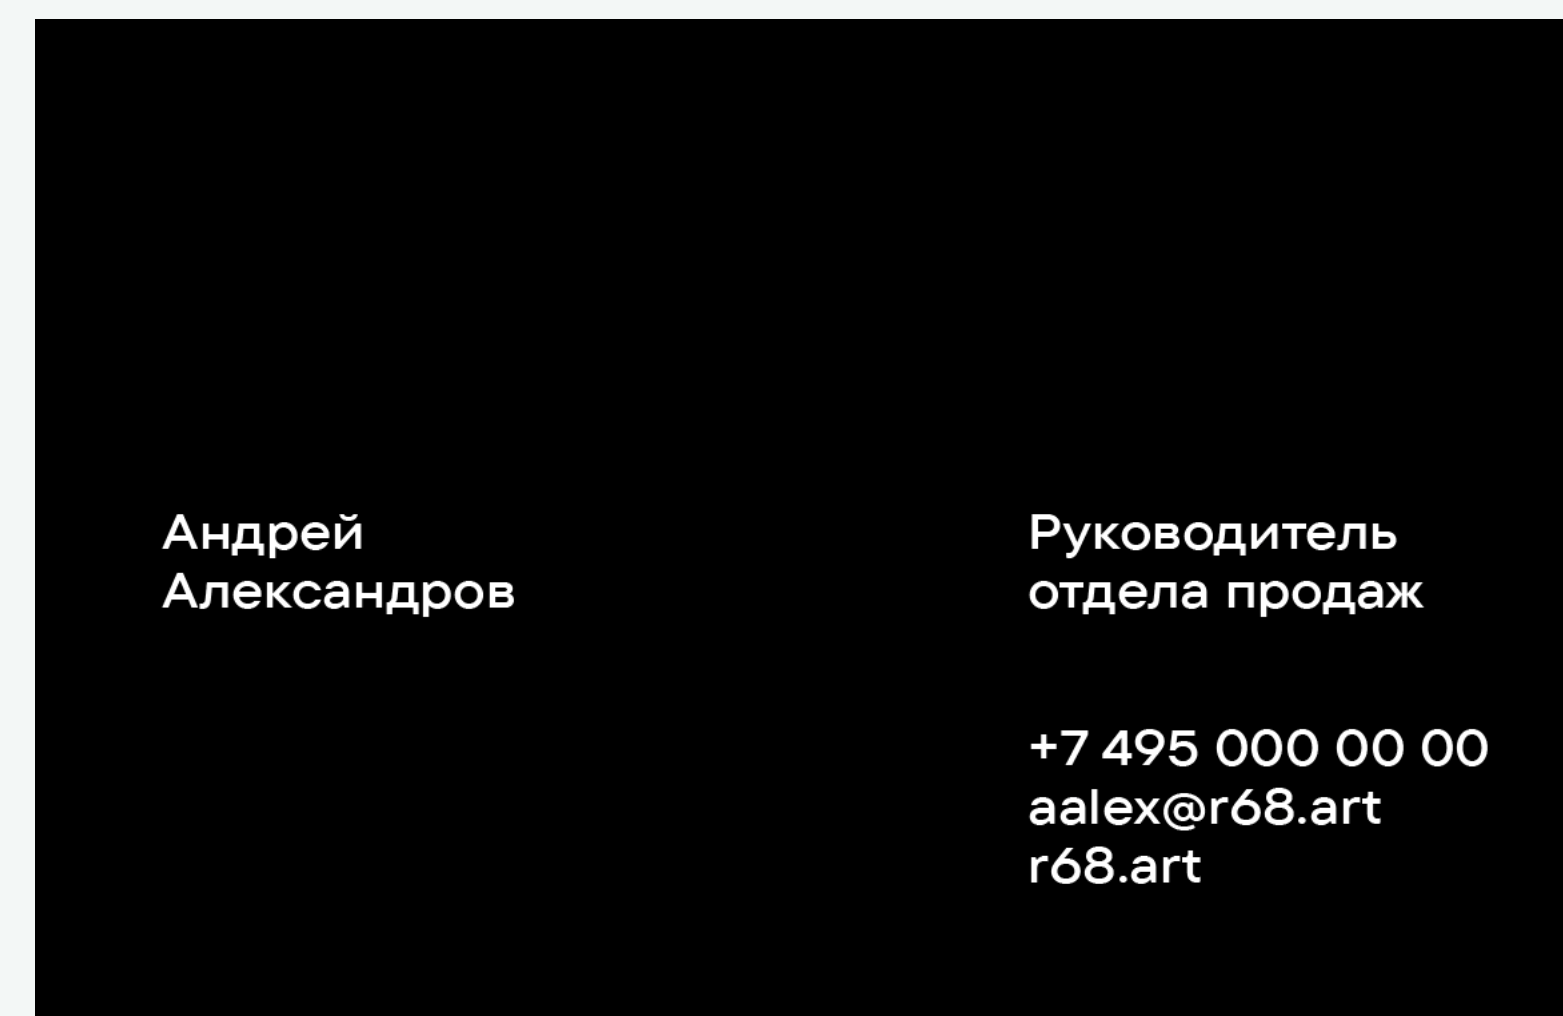 Андрей
Александров
Руководитель
отдела продаж
+7 495 000 00 00
aalex@r68.art
r68.art